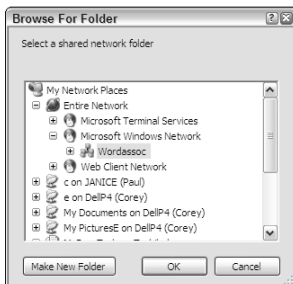 Browse For Folder
Select a shared network folder
My Network Places
Entire Network
Microsoft Terminal Services
Microsoft Windows Network
Wordassoc
Web Client Network
c on JANICE (Paul)
e on DellP4 (Corey)
My Documents on DellP4 (Corey)
My PicturesE on DellP4 (Corey)
Make New Folder
OK
Cancel